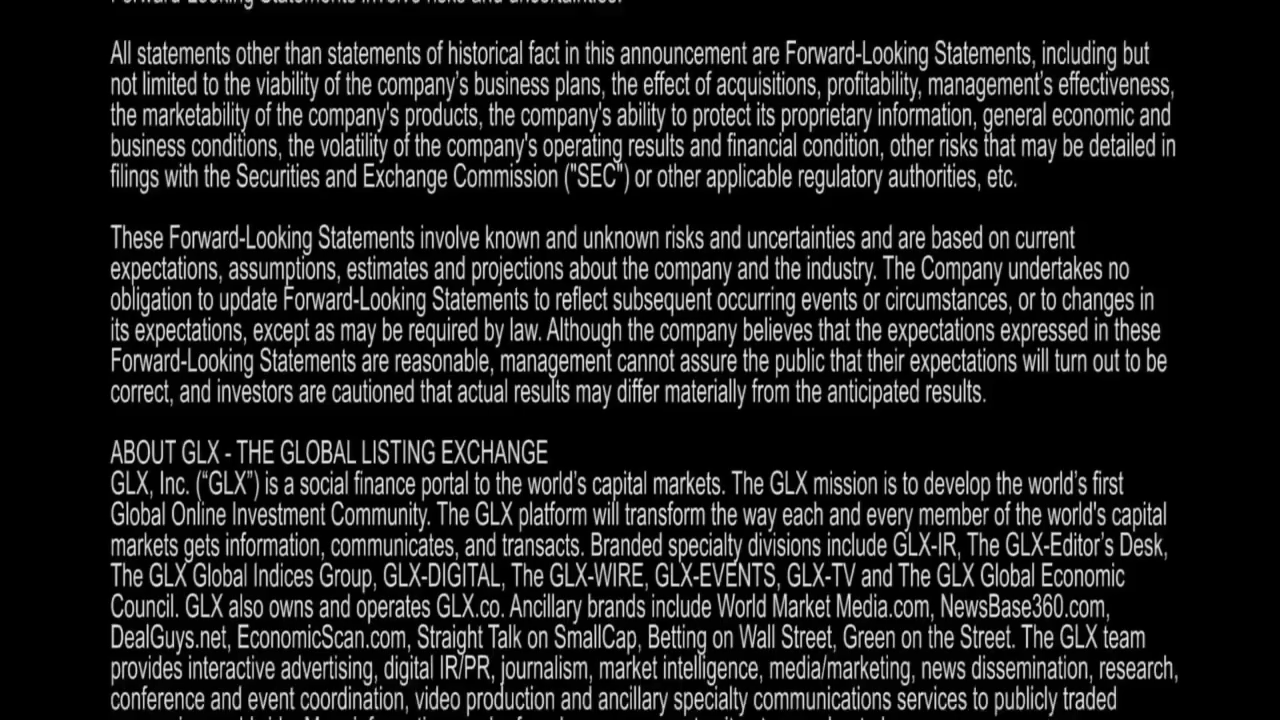 Forward-Looking Statements involve risks and uncertainties.
All statements other than statements of historical fact in this announcement are Forward-Looking Statements, including but
not limited to the viability of the company's business plans, the effect of acquisitions, profitability, management's effectiveness,
the marketability of the company's products, the company's ability to protect its proprietary information, general economic and
business conditions, the volatility of the company's operating results and financial condition, other risks that may be detailed in
filings with the Securities and Exchange Commission ("SEC") or other applicable regulatory authorities, etc.
These Forward-Looking Statements involve known and unknown risks and uncertainties and are based on current
expectations, assumptions, estimates and projections about the company and the industry. The Company undertakes no
obligation to update Forward-Looking Statements to reflect subsequent occurring events or circumstances, or to changes in
its expectations, except as may be required by law. Although the company believes that the expectations expressed in these
Forward-Looking Statements are reasonable, management cannot assure the public that their expectations will turn out to be
correct, and investors are cautioned that actual results may differ materially from the anticipated results.
ABOUT GLX - THE GLOBAL LISTING EXCHANGE
GLX, Inc. (“GLX”) is a social finance portal to the world’s capital markets. The GLX mission is to develop the world’s first
Global Online Investment Community. The GLX platform will transform the way each and every member of the world's capital
markets gets information, communicates, and transacts. Branded specialty divisions include GLX-IR, The GLX-Editor’s Desk,
The GLX Global Indices Group, GLX-DIGITAL, The GLX-WIRE, GLX-EVENTS, GLX-TV and The GLX Global Economic
Council. GLX also owns and operates GLX.co. Ancillary brands include World Market Media.com, NewsBase360.com,
DealGuys.net, EconomicScan.com, Straight Talk on SmallCap, Betting on Wall Street, Green on the Street. The GLX team
provides interactive advertising, digital IR/PR, journalism, market intelligence, media/marketing, news dissemination, research,
conference and event coordination, video production and ancillary specialty communications services to publicly traded